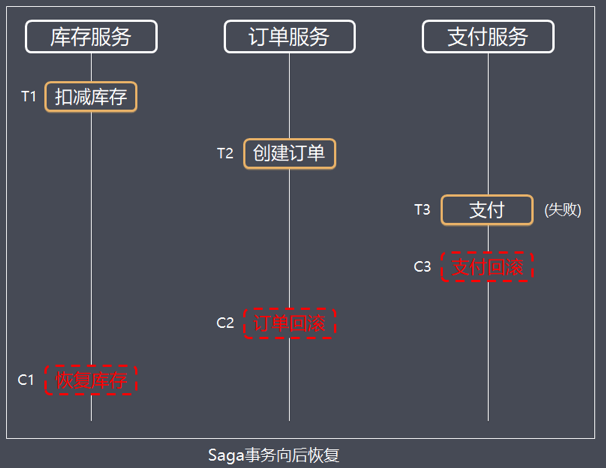 库存服务 订单服务 支付服务
T1 扣减库存
T2 创建订单
T3 支付 (失败)
C3 支付回滚
C2 订单回滚
C1 恢复库存
Saga事务向后恢复